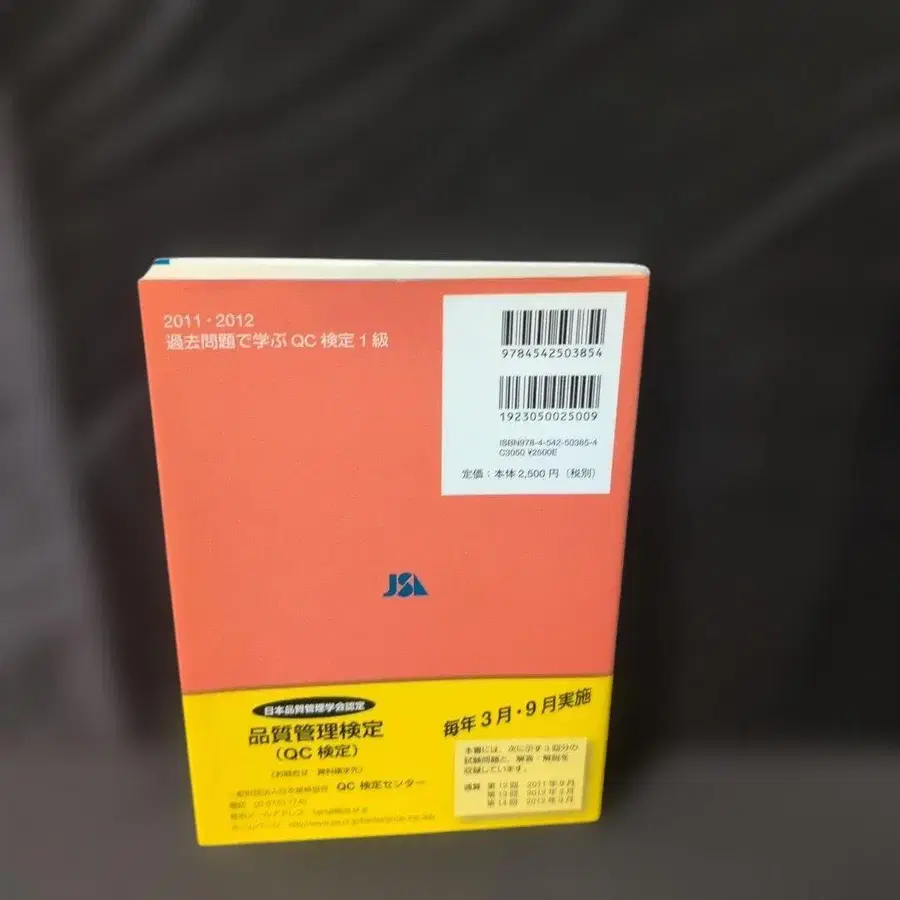 2011・2012
過去問題で学ぶQC検定1級
9784542503854
1923050025009
ISBN978-4-542-50385-4
C3050 ¥2500E
定価：本体2,500円（税別）
JSA
日本品質管理学会認定
品質管理検定
（QC検定）
毎年3月・9月実施
本書には、次に示す3回分の
試験問題と、解答・解説を
収録しています。
通算 第12回 2011年9月
第13回 2012年3月
第14回 2012年9月
QC検定センター